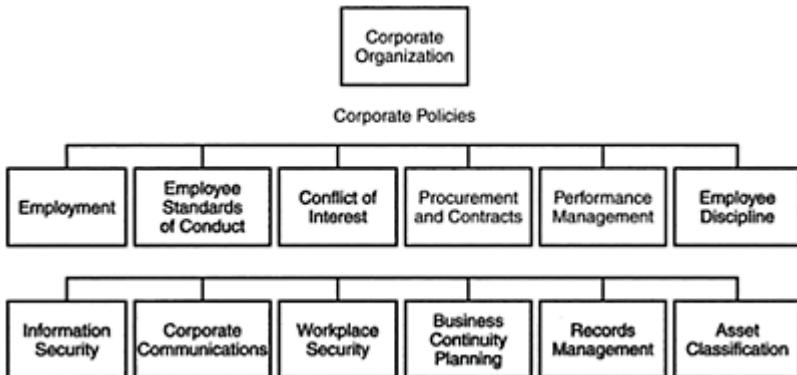 Corporate
Organization
Corporate Policies
Employment
Employee
Standards
of Conduct
Conflict of
Interest
Procurement
and Contracts
Performance
Management
Employee
Discipline
Information
Security
Corporate
Communications
Workplace
Security
Business
Continuity
Planning
Records
Management
Asset
Classification